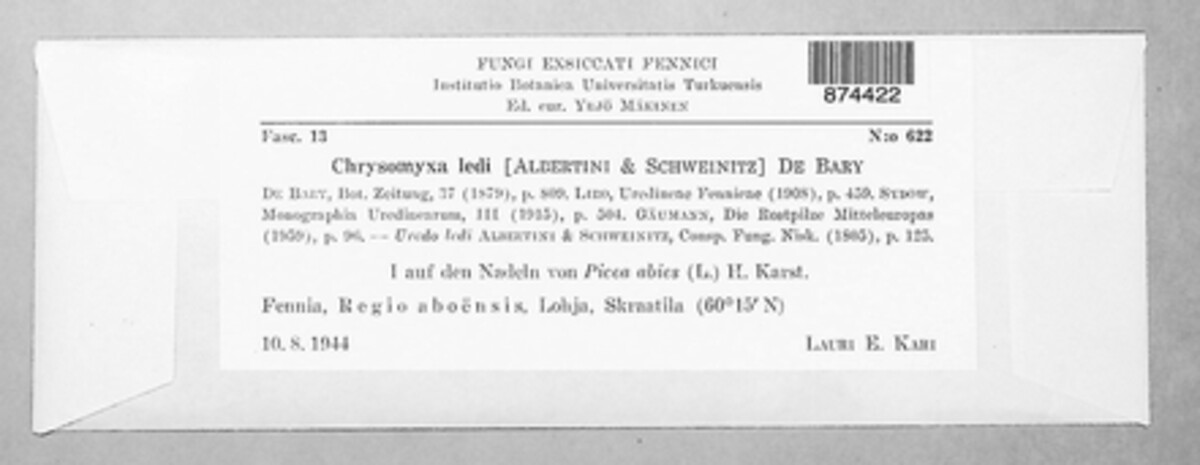 FUNGI EXSICCATI FENNICI
Institutio Botanica Universitatis Turkuensis
Ed. cur. YRJÖ MÄKINEN
874422
Fasc. 13 N:o 622
Chrysomyxa ledi [ALBERTINI & SCHWEINITZ] DE BARY
DE BARY, Bot. Zeitung, 37 (1879), p. 809. LIRO, Uredineae Fennicae (1908), p. 459. SYDOW,
Monographia Uredinearum, III (1915), p. 504. GÄUMANN, Die Rostpilze Mitteleuropas
(1959), p. 96. — Uredo ledi ALBERTINI & SCHWEINITZ, Consp. Fung. Nisk. (1805), p. 125.
I auf den Nadeln von Picea abies (L.) H. Karst.
Fennia, Regio aboënsis, Lohja, (60°15' N)
10. 8. 1944 LAURI E. KARI